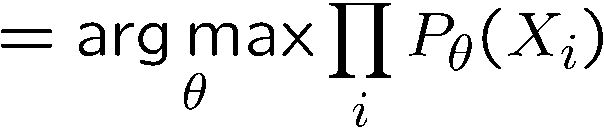 = arg max_θ ∏_i P_θ(X_i)